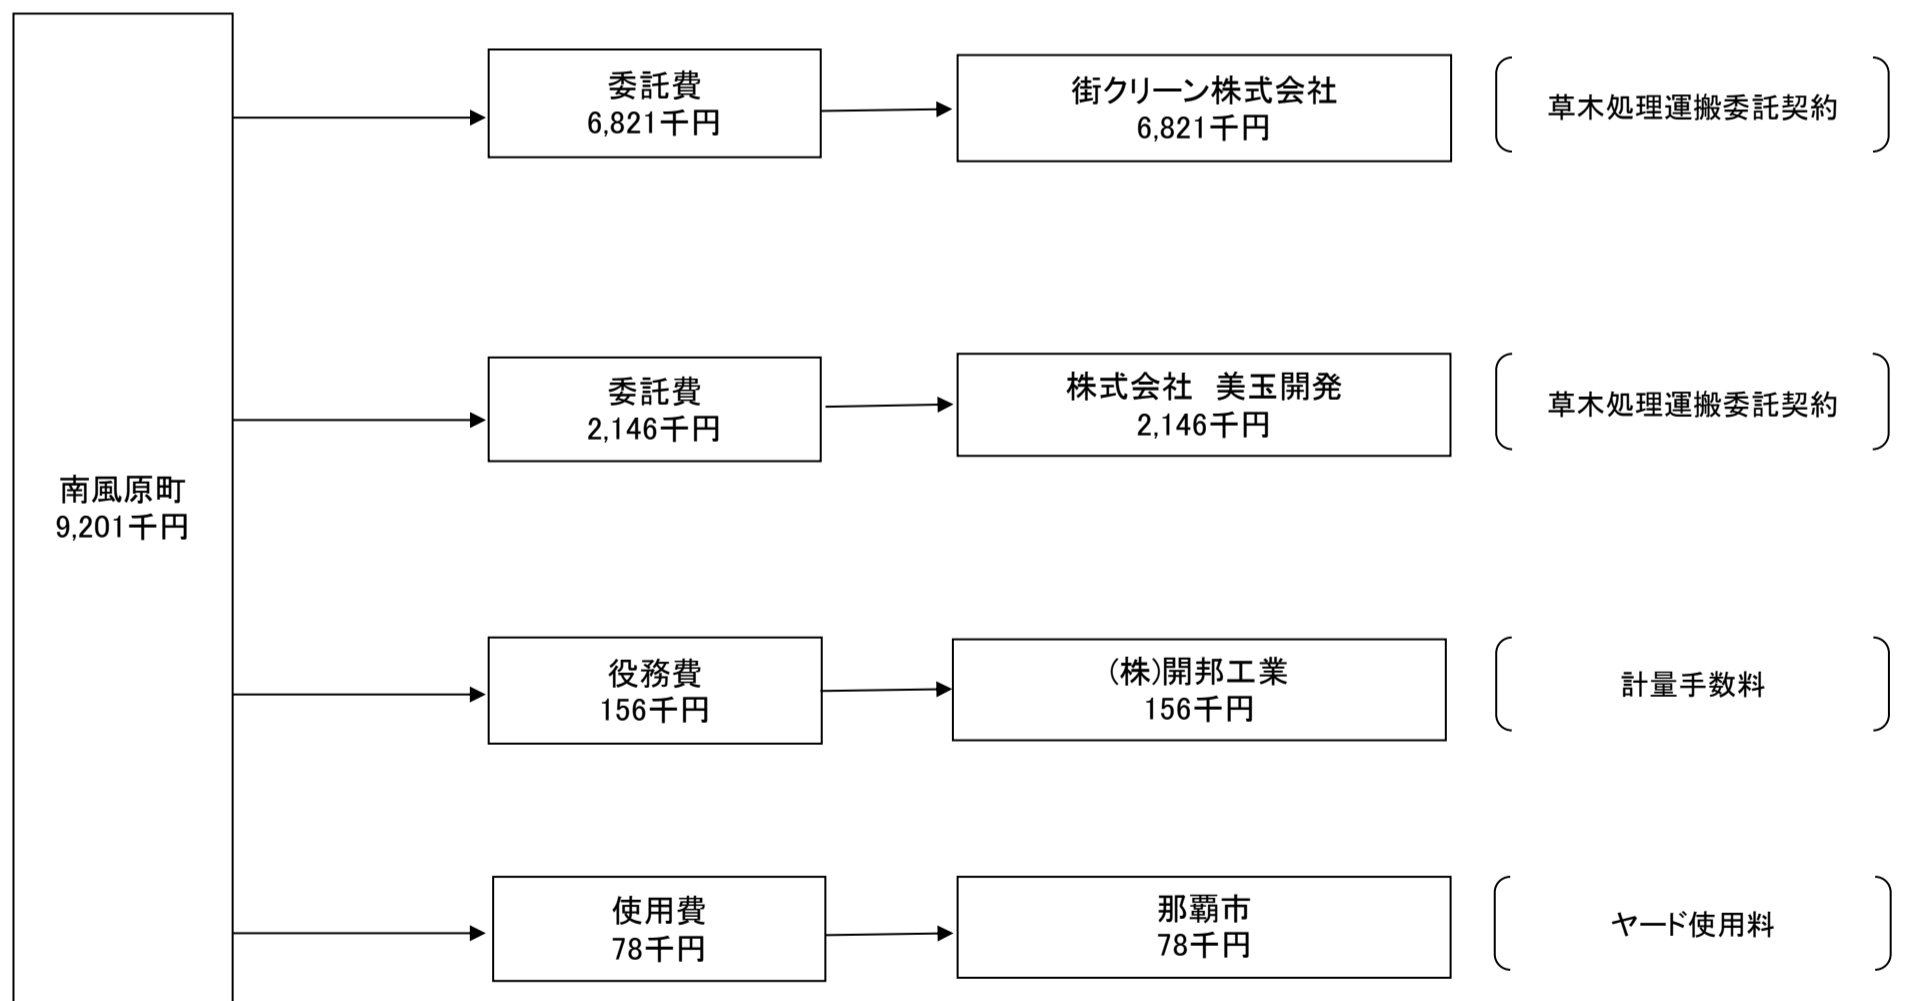 南風原町
9,201千円
委託費
6,821千円
街クリーン株式会社
6,821千円
草木処理運搬委託契約
委託費
2,146千円
株式会社　美玉開発
2,146千円
草木処理運搬委託契約
役務費
156千円
(株)開邦工業
156千円
計量手数料
使用費
78千円
那覇市
78千円
ヤード使用料